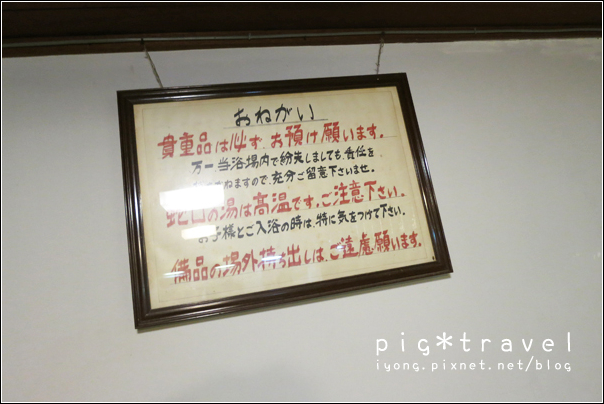 おねがい
貴重品は必ず、お預け願います。
万一当浴場内で紛失しましても、責任を
ねますので、充分ご留意下さいませ。
の湯は高温です。ご注意下さい。
お子様とご入浴の時は、特に気をつけて下さい。
備品の場外持ち出しは、ご遠慮願います。
pig*travel
iyong.pixnet.net/blog